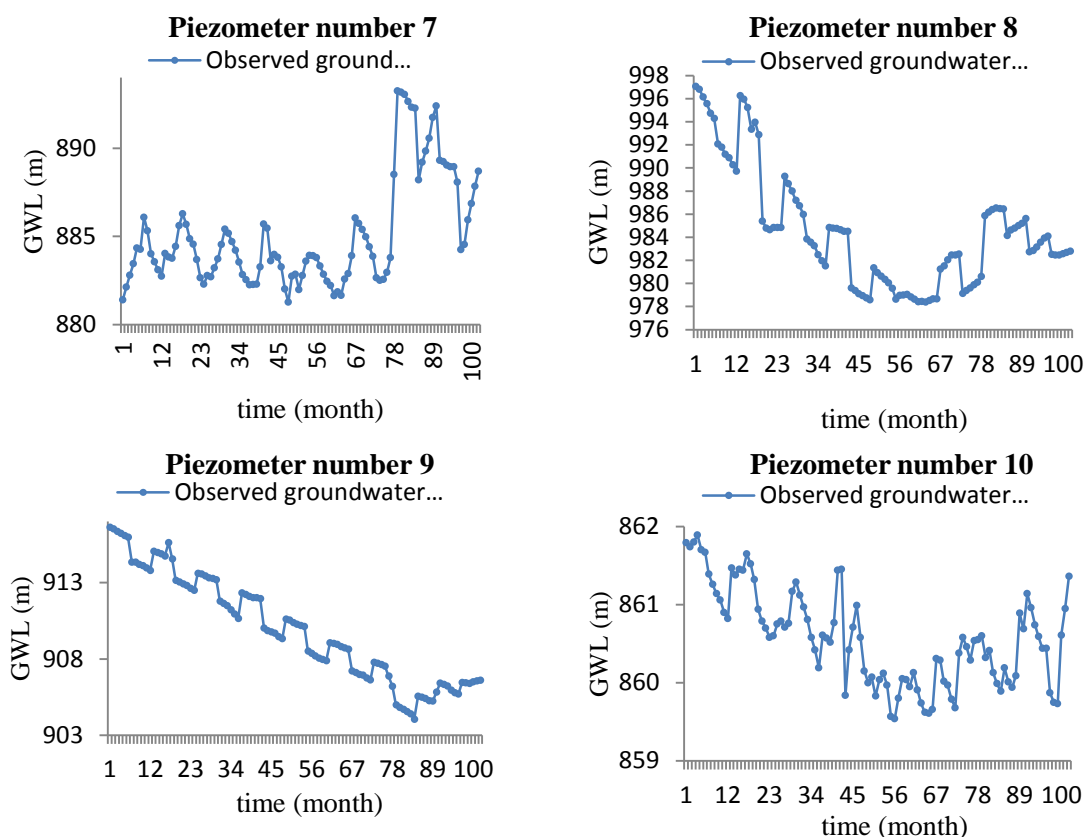 Piezometer number 7
Observed ground...
GWL (m)
890
885
880
1 12 23 34 45 56 67 78 89 100
time (month)
Piezometer number 8
Observed groundwater...
GWL (m)
998
996
994
992
990
988
986
984
982
980
978
976
1 12 23 34 45 56 67 78 89 100
time (month)
Piezometer number 9
Observed groundwater...
GWL (m)
913
908
903
1 12 23 34 45 56 67 78 89 100
time (month)
Piezometer number 10
Observed groundwater...
GWL (m)
862
861
860
859
1 12 23 34 45 56 67 78 89 100
time (month)